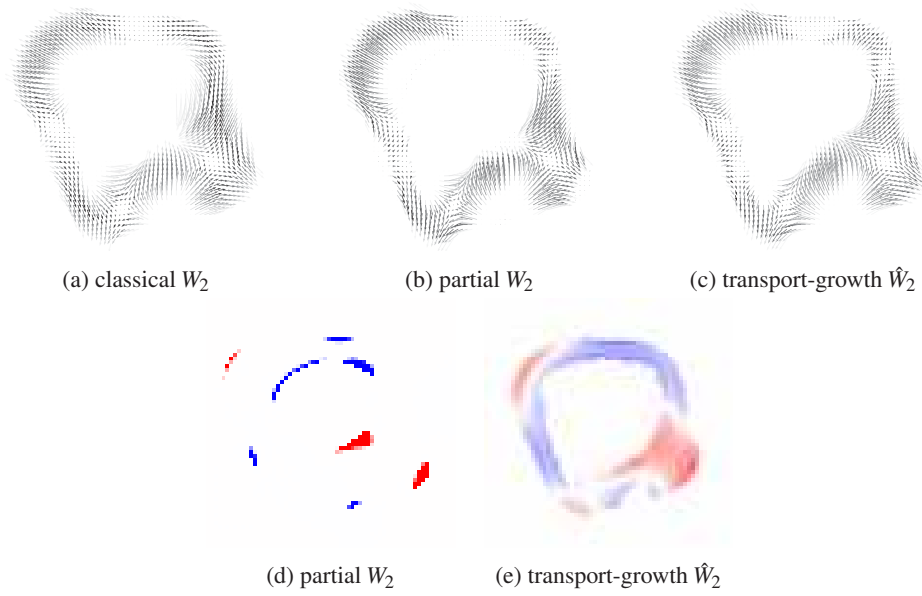 (a) classical W₂
(b) partial W₂
(c) transport-growth Ŵ₂
(d) partial W₂
(e) transport-growth Ŵ₂